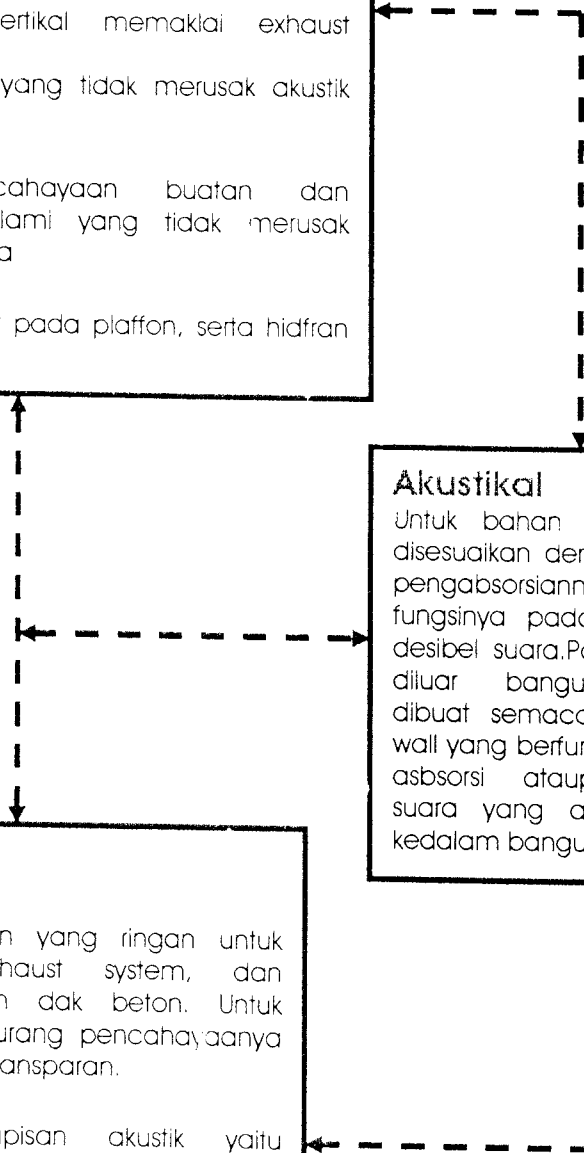 ertikal memaklai exhaust
yang tidak merusak akustik
cahayaan buatan dan
lami yang tidak merusak
a
pada plaffon, serta hidfran
Akustikal
Untuk bahan
disesuaikan der
pengabsorsiann
fungsinya pada
desibel suara.Pa
diluar bangu
dibuat semaca
wall yang berfur
asbsorsi ataup
suara yang a
kedalam bangu
n yang ringan untuk
haust system, dan
n dak beton. Untuk
urang pencahayaanya
ansparan.
apisan akustik yaitu